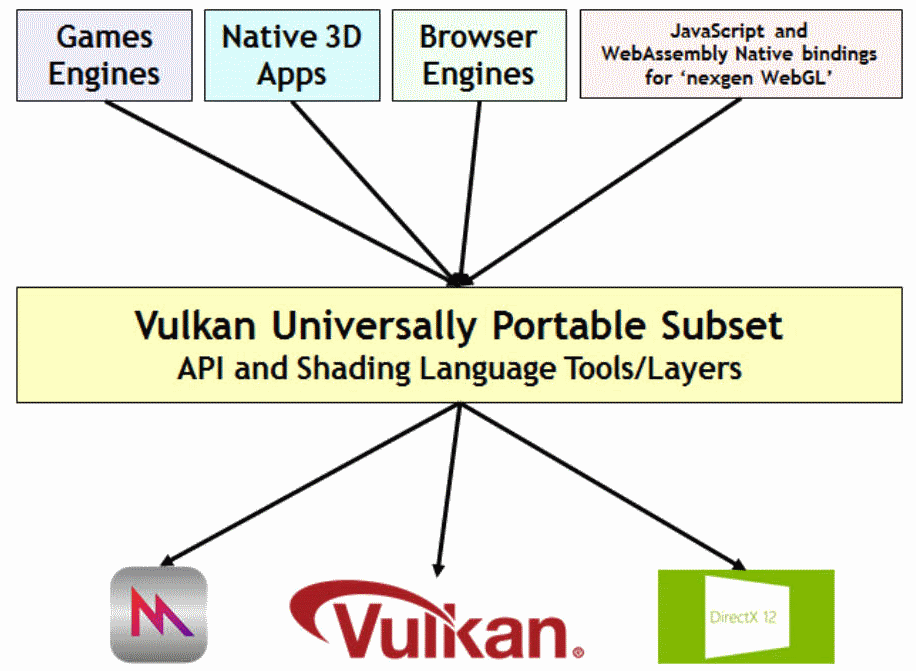 Games
Engines
Native 3D
Apps
Browser
Engines
JavaScript and
WebAssembly Native bindings
for ‘nexgen WebGL’
Vulkan Universally Portable Subset
API and Shading Language Tools/Layers
Vulkan®
DirectX 12